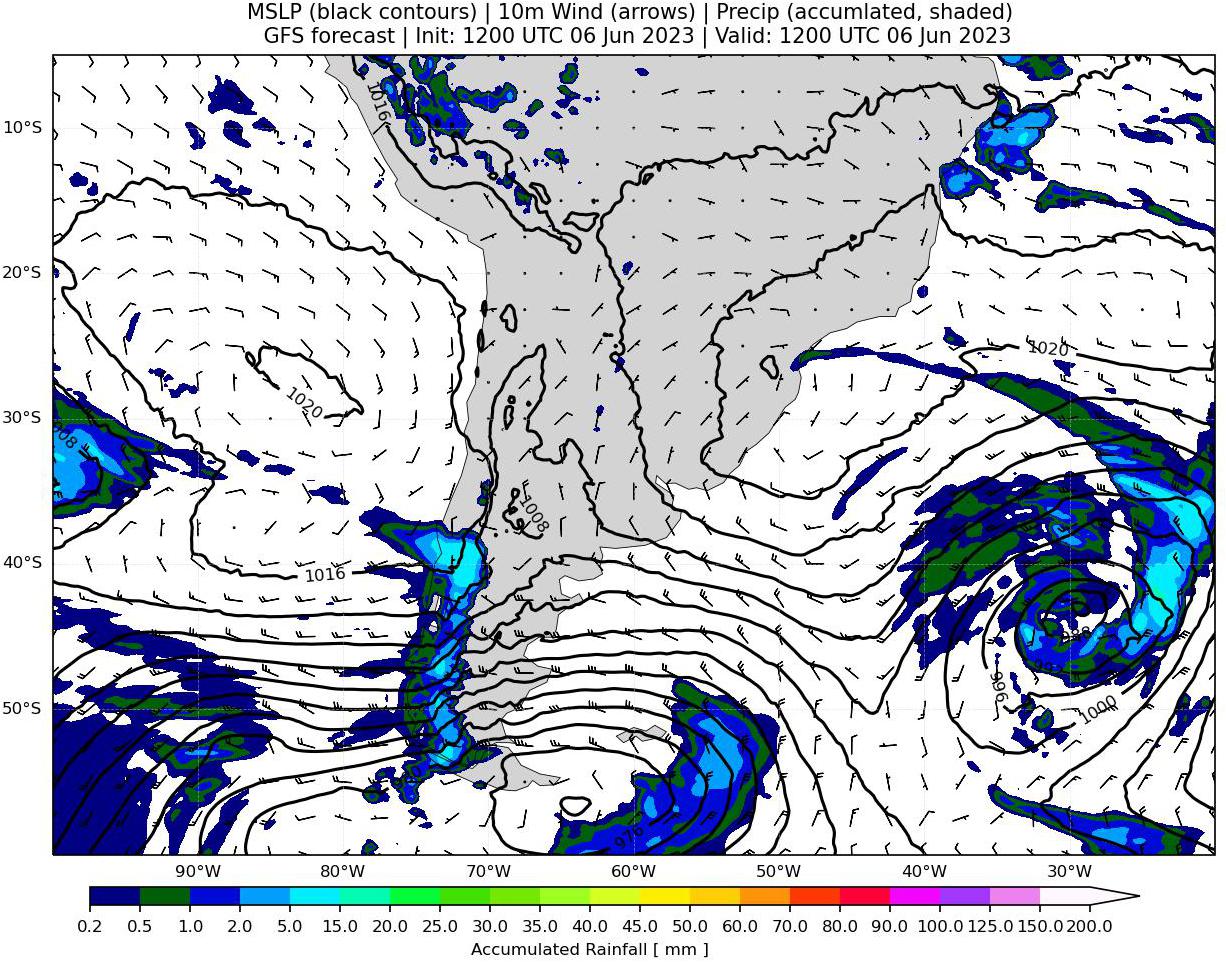 MSLP (black contours) | 10m Wind (arrows) | Precip (accumlated, shaded)
GFS forecast | Init: 1200 UTC 06 Jun 2023 | Valid: 1200 UTC 06 Jun 2023
1016
10°S
20°S
1020
1020
30°S
1008
40°S
1016
988
992
996
50°S
1000
976
90°W
80°W
70°W
60°W
50°W
40°W
30°W
0.2 0.5 1.0 2.0 5.0 10.0 15.0 20.0 25.0 30.0 35.0 40.0 45.0 50.0 60.0 70.0 80.0 90.0 100.0 125.0 150.0 200.0
Accumulated Rainfall [ mm ]